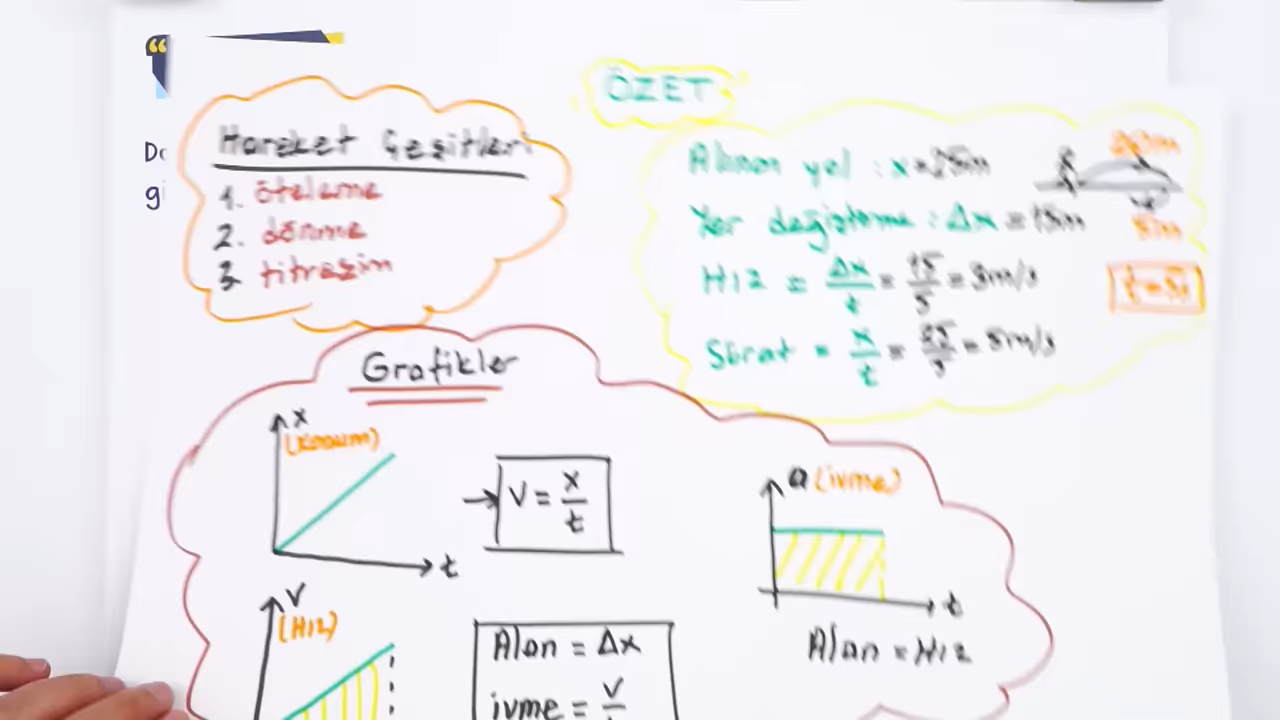 ÖZET
Hareket Çeşitleri
1. öteleme
2. dönme
3. titreşim
Alınan yol : x = 25m
Yer değiştirme : Δx = 15m
5m
Hız = Δx/t = 15/5 = 3m/s
t=5s
Sürat = x/t = 25/5 = 5m/s
Grafikler
x
(Konum)
t
V = x/t
a (ivme)
t
Alan = Hız
V
(Hız)
Alan = Δx
ivme = V